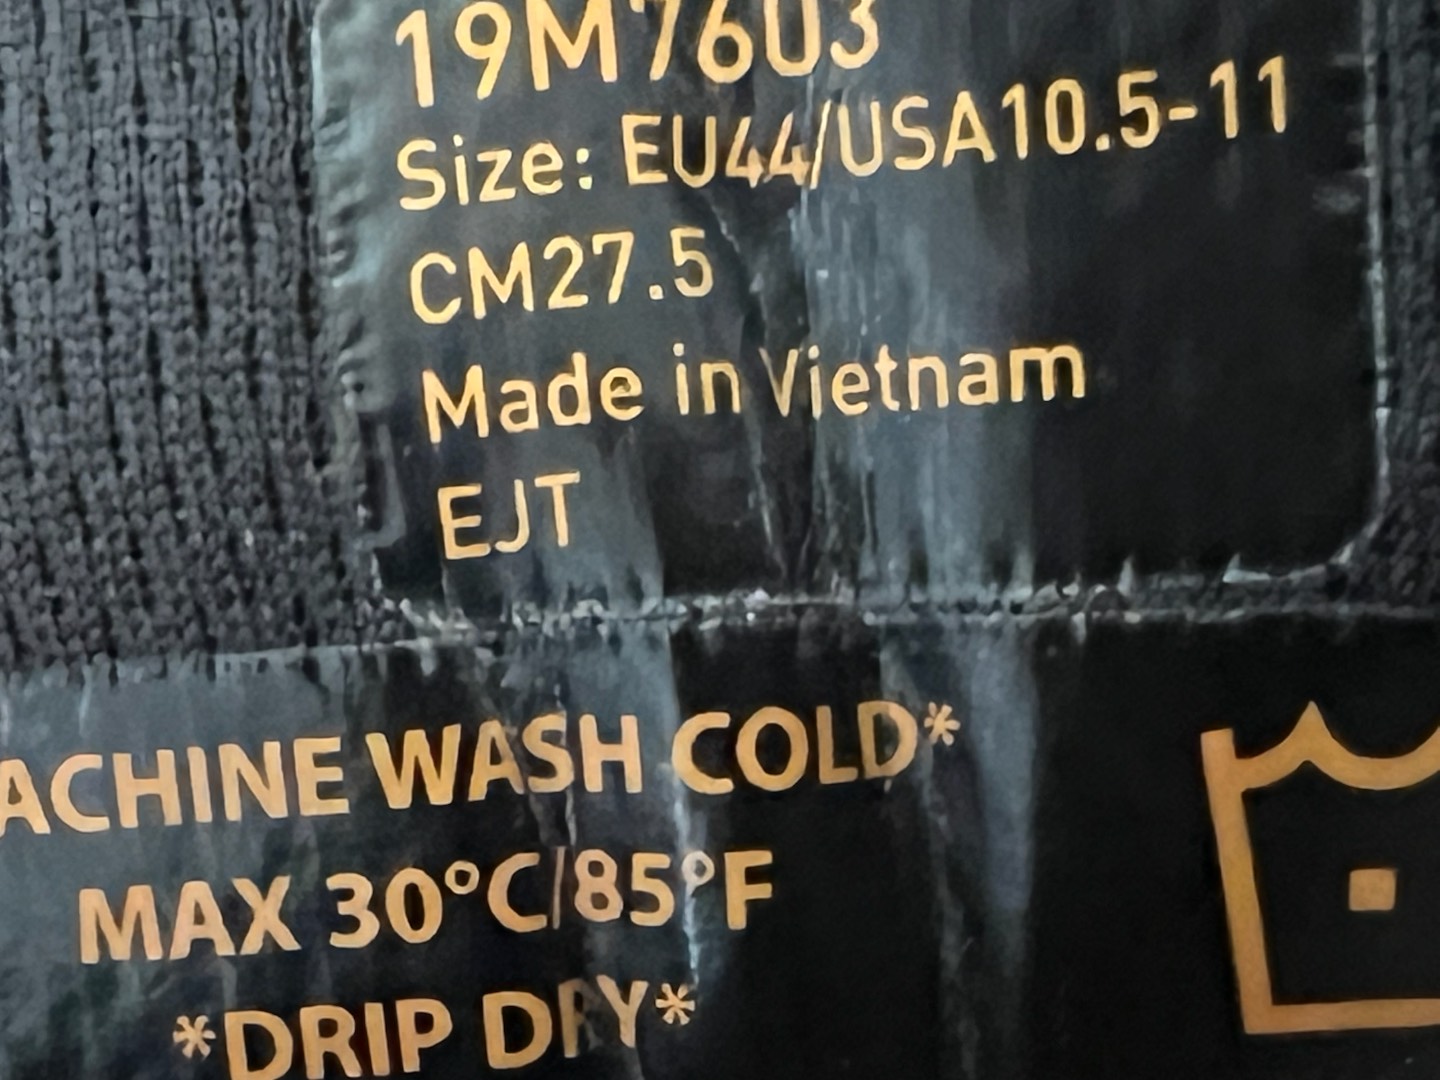 19M7603
Size: EU44/USA10.5-11
CM27.5
Made in Vietnam
EJT
ACHINE WASH COLD*
MAX 30°C/85°F
*DRIP DRY*